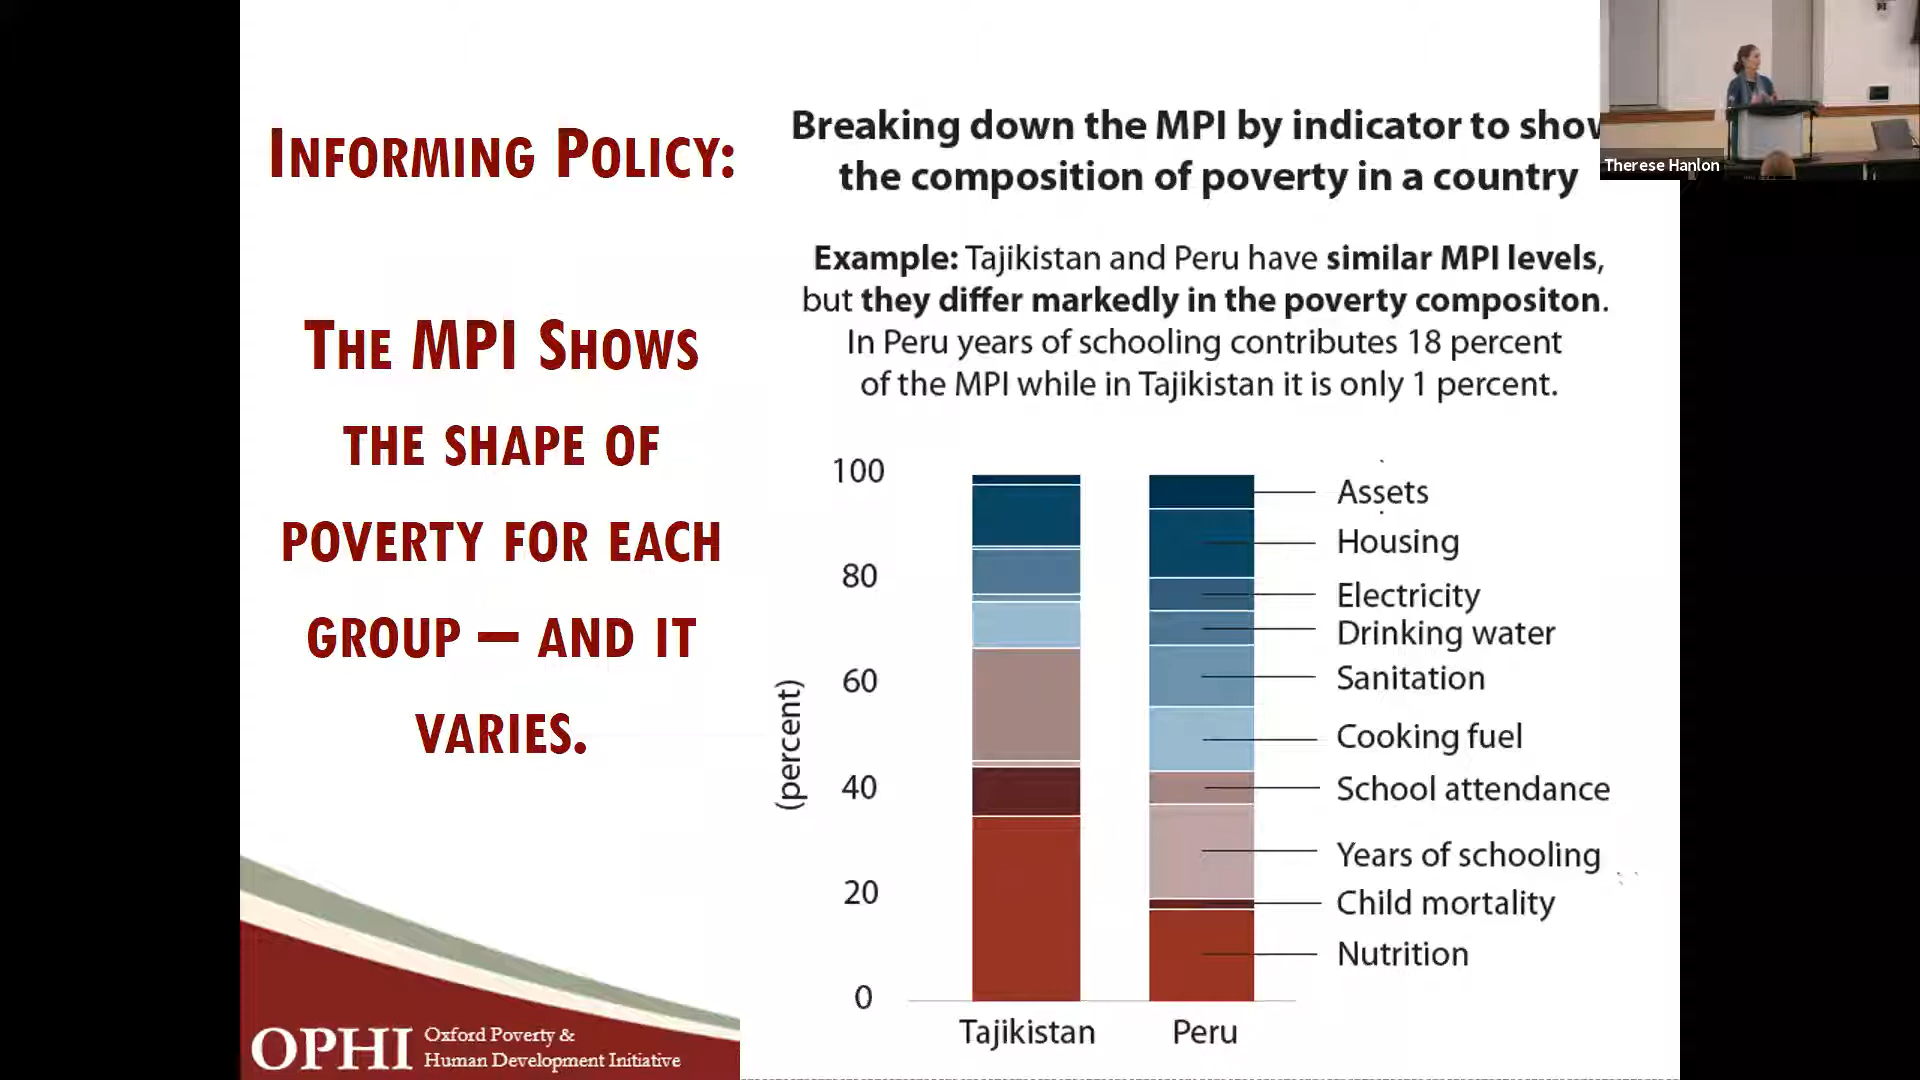 INFORMING POLICY:
THE MPI SHOWS
THE SHAPE OF
POVERTY FOR EACH
GROUP — AND IT
VARIES.
OPHI
Oxford Poverty &
Human Development Initiative
Breaking down the MPI by indicator to show
the composition of poverty in a country
Example: Tajikistan and Peru have similar MPI levels,
but they differ markedly in the poverty compositon.
In Peru years of schooling contributes 18 percent
of the MPI while in Tajikistan it is only 1 percent.
(percent)
100
80
60
40
20
0
Tajikistan
Peru
Assets
Housing
Electricity
Drinking water
Sanitation
Cooking fuel
School attendance
Years of schooling
Child mortality
Nutrition
Therese Hanlon